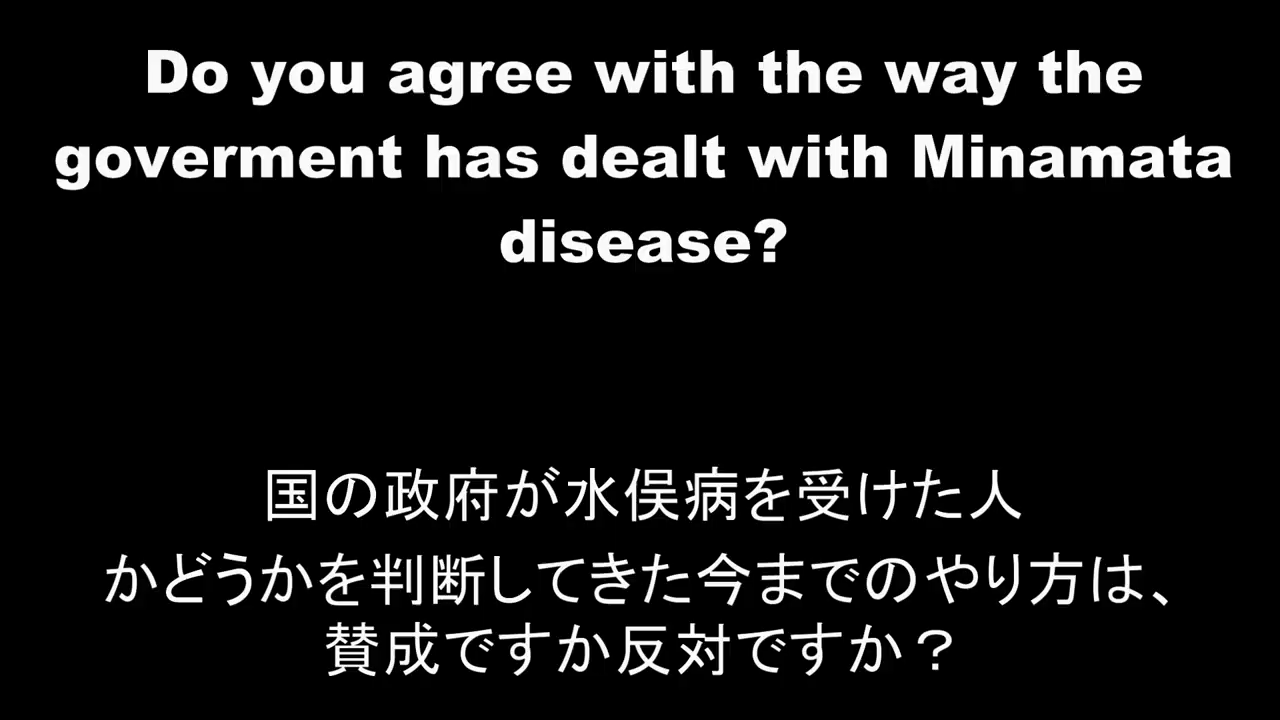 Do you agree with the way the
goverment has dealt with Minamata
disease?
国の政府が水俣病を受けた人
かどうかを判断してきた今までのやり方は、
賛成ですか反対ですか？